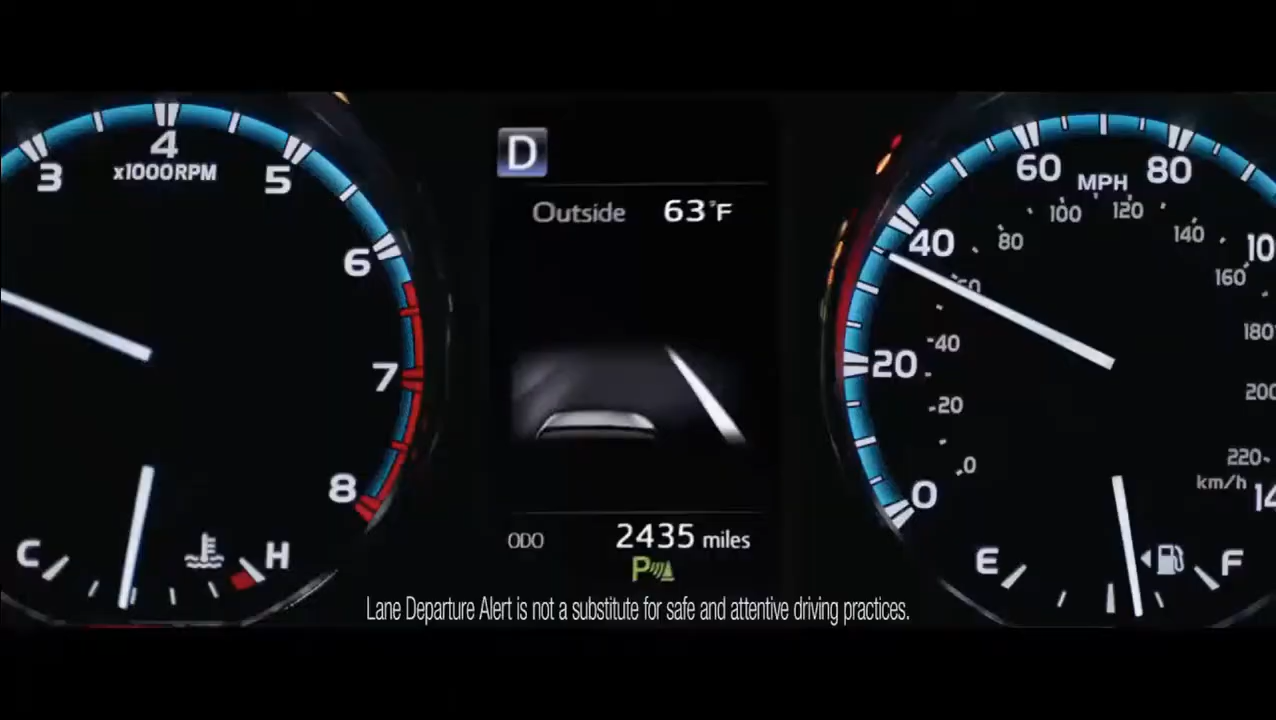 3
4
5
x1000RPM
6
7
8
C
H
D
Outside 63°F
ODO 2435 miles
P
60
80
MPH
100
120
40
80
140
10
60
160
40
180
20
20
200
0
0
220
km/h
14
E
F
Lane Departure Alert is not a substitute for safe and attentive driving practices.